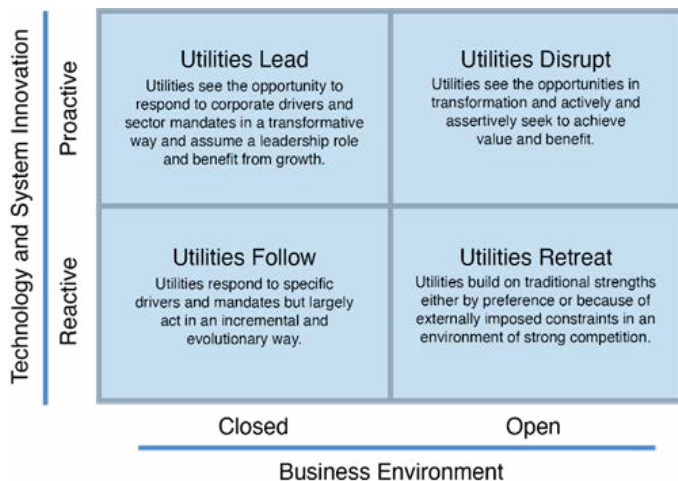 Technology and System Innovation
Proactive
Utilities Lead
Utilities see the opportunity to
respond to corporate drivers and
sector mandates in a transformative
way and assume a leadership role
and benefit from growth.
Utilities Disrupt
Utilities see the opportunities in
transformation and actively and
assertively seek to achieve
value and benefit.
Reactive
Utilities Follow
Utilities respond to specific
drivers and mandates but largely
act in an incremental and
evolutionary way.
Utilities Retreat
Utilities build on traditional strengths
either by preference or because of
externally imposed constraints in an
environment of strong competition.
Closed
Open
Business Environment